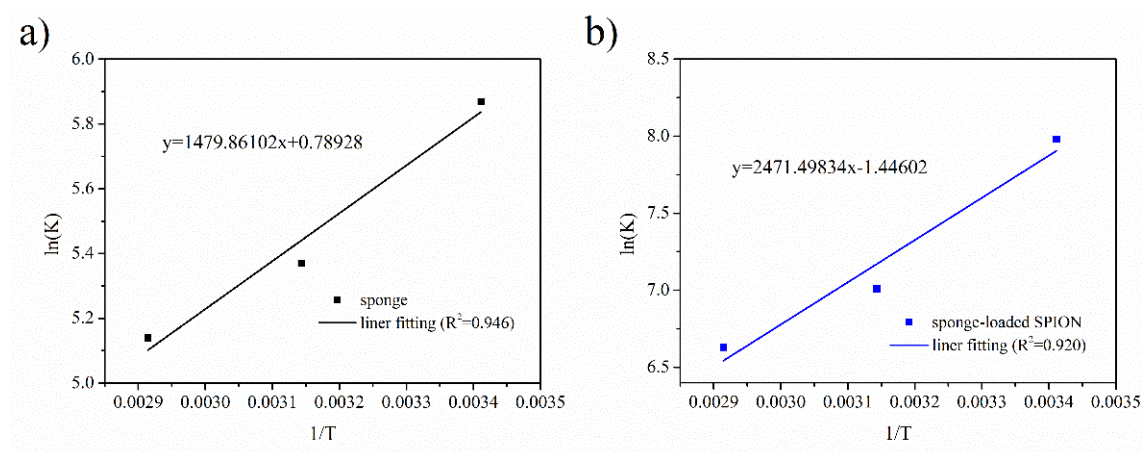 a)
6.0
5.8
5.6
5.4
5.2
5.0
ln(K)
y=1479.86102x+0.78928
sponge
liner fitting (R²=0.946)
0.0029 0.0030 0.0031 0.0032 0.0033 0.0034 0.0035
1/T
b)
8.5
8.0
7.5
7.0
6.5
ln(K)
y=2471.49834x-1.44602
sponge-loaded SPION
liner fitting (R²=0.920)
0.0029 0.0030 0.0031 0.0032 0.0033 0.0034 0.0035
1/T